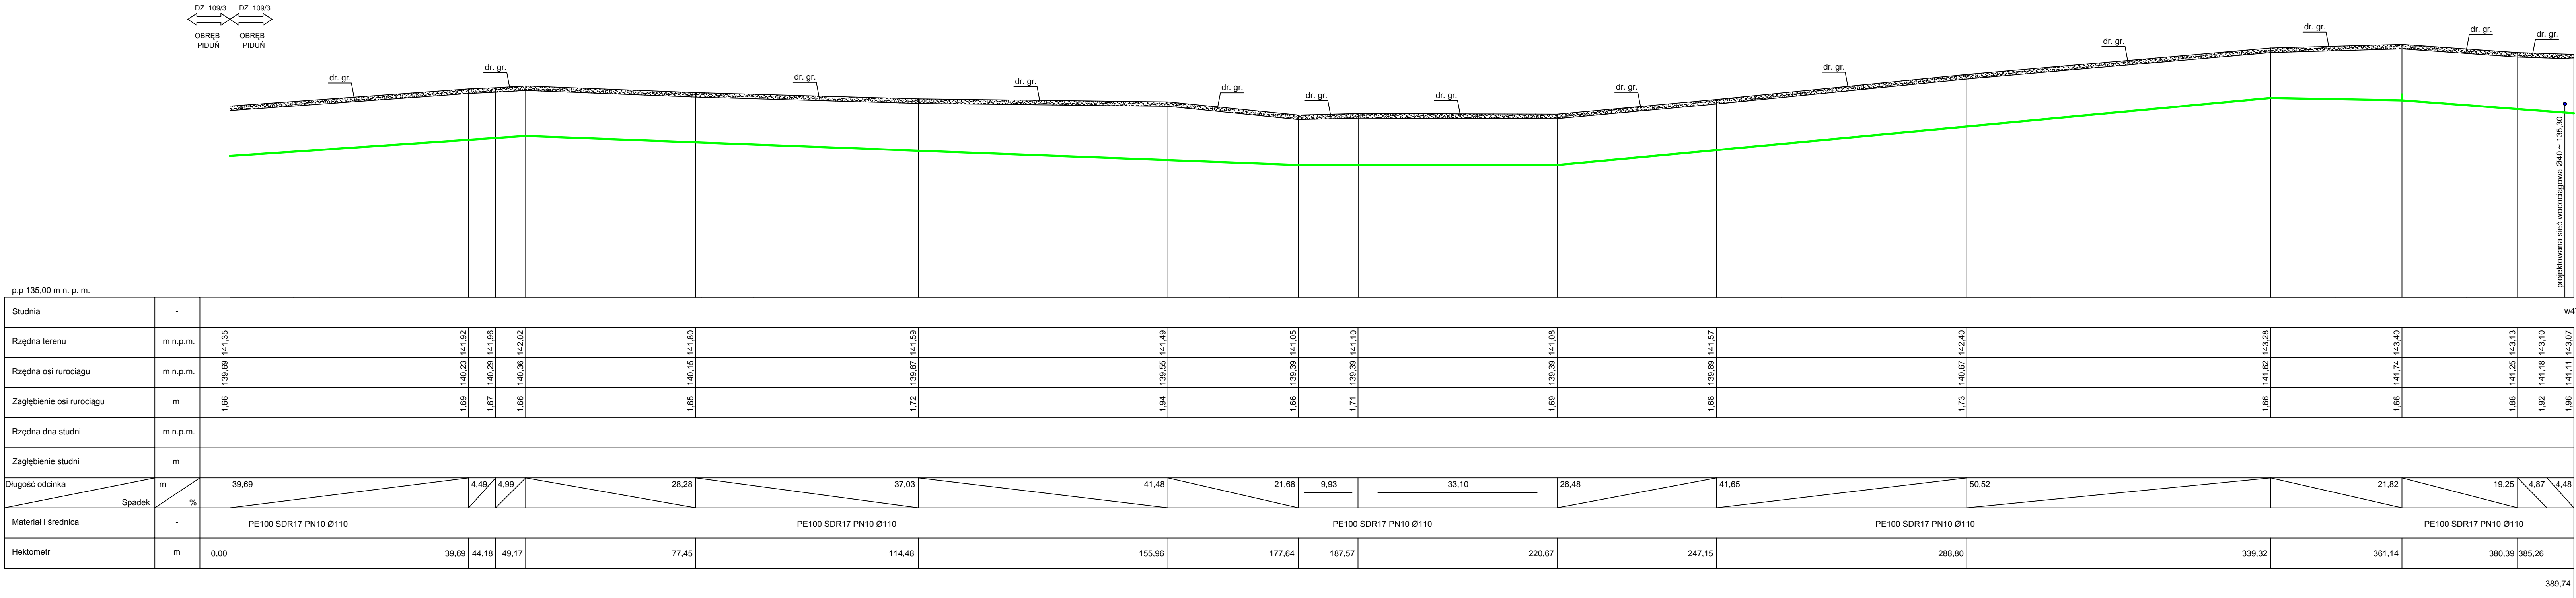 DZ. 109/3 DZ. 109/3
OBRĘB PIDUŃ OBRĘB PIDUŃ
dr. gr.
dr. gr.
dr. gr.
dr. gr.
dr. gr.
dr. gr.
dr. gr.
dr. gr.
dr. gr.
dr. gr.
dr. gr.
dr. gr.
dr. gr.
projektowana sieć wodociągowa Ø40 ~ 135,30
p.p 135,00 m n. p. m.
Studnia - w4
Rzędna terenu m n.p.m. 141,35 141,92 141,96 142,02 141,80 141,59 141,49 141,05 141,10 141,08 141,57 142,40 143,28 143,40 143,13 143,10 143,07
Rzędna osi rurociągu m n.p.m. 139,69 140,23 140,29 140,36 140,15 139,87 139,55 139,39 139,39 139,39 139,89 140,67 141,62 141,74 141,25 141,18 141,11
Zagłębienie osi rurociągu m 1,66 1,69 1,67 1,66 1,65 1,72 1,94 1,66 1,71 1,69 1,68 1,73 1,66 1,66 1,88 1,92 1,96
Rzędna dna studni m n.p.m.
Zagłębienie studni m
Długość odcinka m 39,69 4,49 4,99 28,28 37,03 41,48 21,68 9,93 33,10 26,48 41,65 50,52 21,82 19,25 4,87 4,48
Spadek %
Materiał i średnica - PE100 SDR17 PN10 Ø110 PE100 SDR17 PN10 Ø110 PE100 SDR17 PN10 Ø110 PE100 SDR17 PN10 Ø110 PE100 SDR17 PN10 Ø110
Hektometr m 0,00 39,69 44,18 49,17 77,45 114,48 155,96 177,64 187,57 220,67 247,15 288,80 339,32 361,14 380,39 385,26
389,74